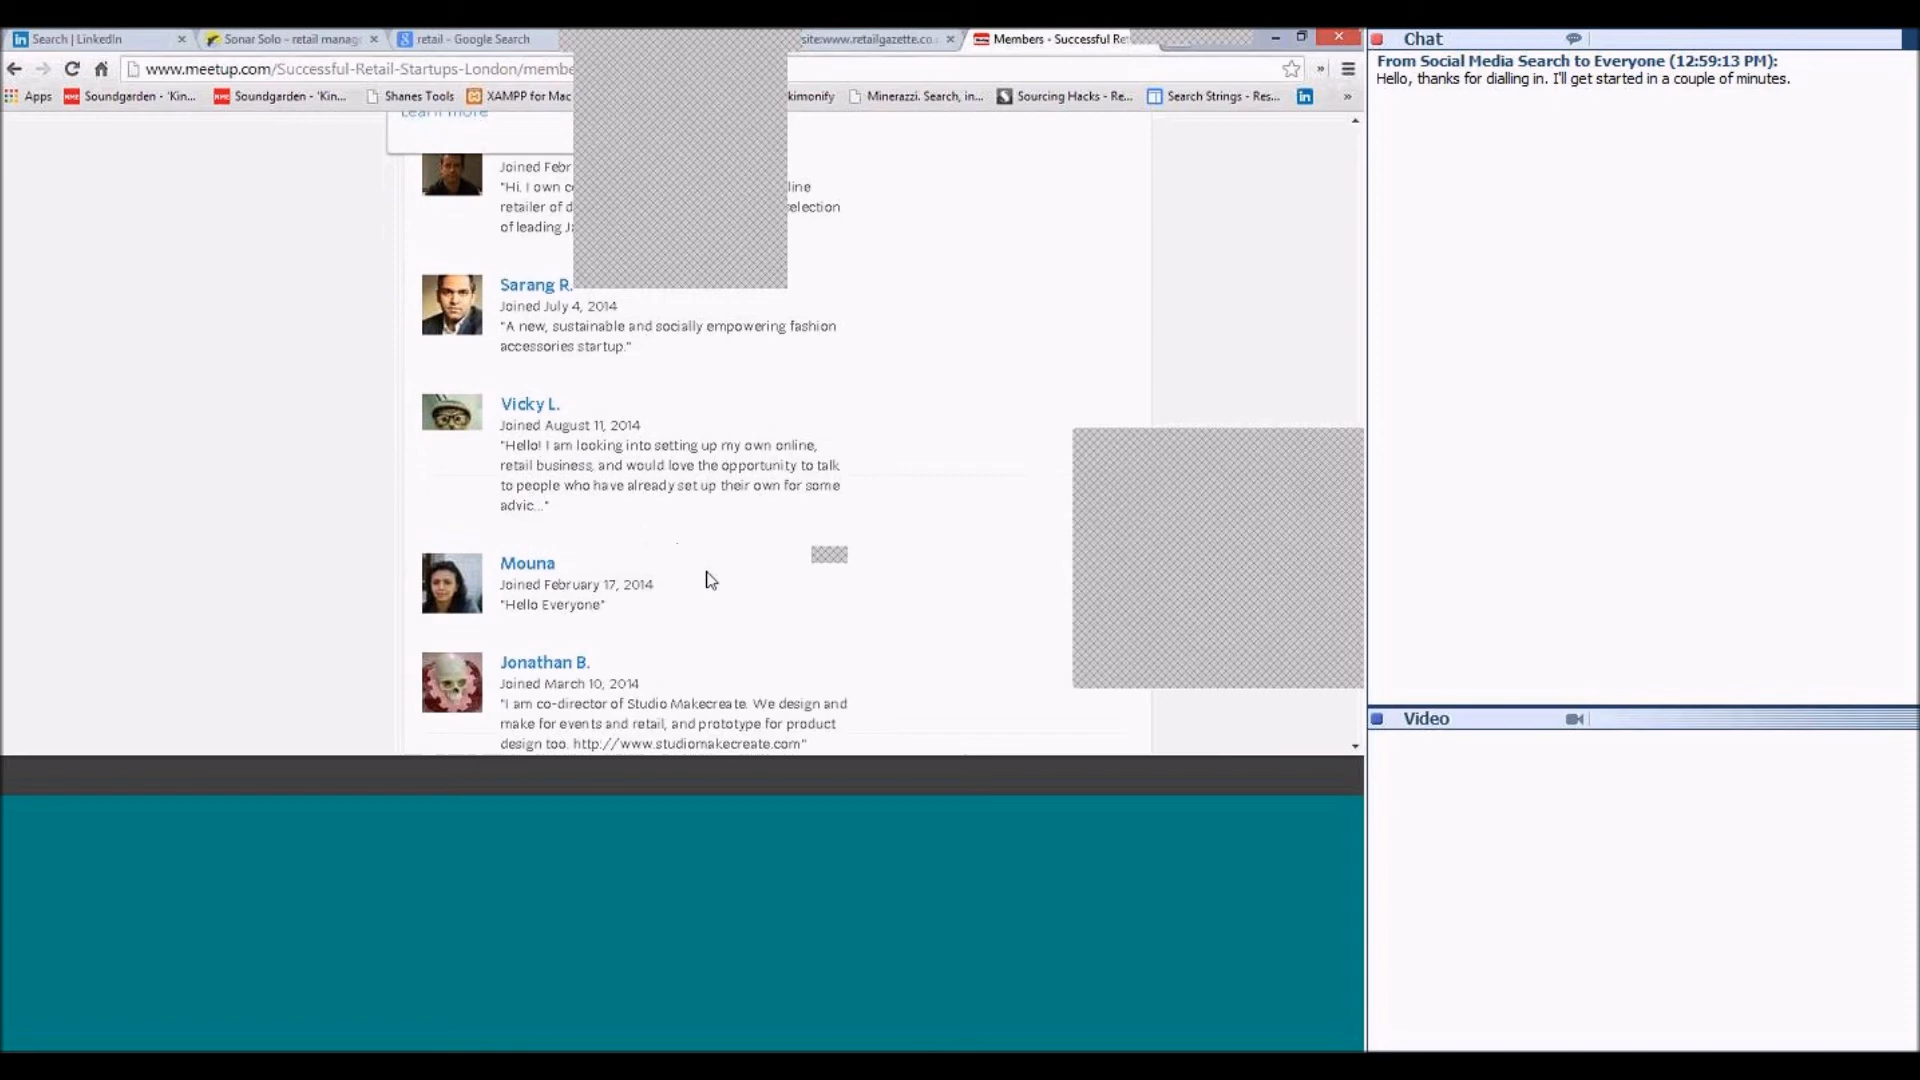 Search | LinkedIn
Sonar Solo - retail manag
retail - Google Search
site:www.retailgazette.co.
Members - Successful Re
www.meetup.com/Successful-Retail-Startups-London/membe
Apps
Soundgarden - 'Kin...
Soundgarden - 'Kin...
Shanes Tools
XAMPP for Mac
kimonify
Minerazzi. Search, in...
Sourcing Hacks - Re...
Search Strings - Res...
Learn more
Joined Febr
"Hi. I own c
line
retailer of d
election
of leading J
Sarang R.
Joined July 4, 2014
"A new, sustainable and socially empowering fashion
accessories startup."
Vicky L.
Joined August 11, 2014
"Hello! I am looking into setting up my own online,
retail business, and would love the opportunity to talk
to people who have already set up their own for some
advic..."
Mouna
Joined February 17, 2014
"Hello Everyone"
Jonathan B.
Joined March 10, 2014
"I am co-director of Studio Makecreate. We design and
make for events and retail, and prototype for product
design too. http://www.studiomakecreate.com"
Chat
From Social Media Search to Everyone (12:59:13 PM):
Hello, thanks for dialling in. I'll get started in a couple of minutes.
Video